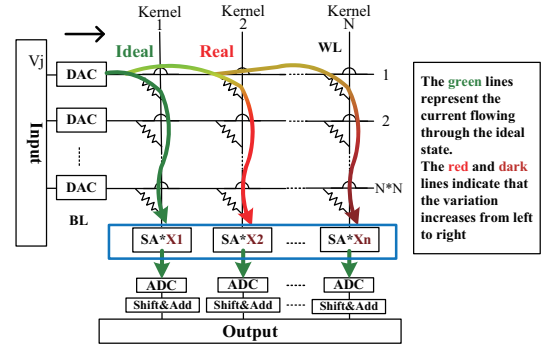 Kernel Kernel Kernel
1 2 N
Vj Ideal Real WL
DAC 1
DAC 2
Input
DAC N*N
BL
SA*X1 SA*X2 SA*Xn
ADC ADC ADC
Shift&Add Shift&Add Shift&Add
Output
The green lines
represent the
current flowing
through the ideal
state.
The red and dark
lines indicate that
the variation
increases from left
to right